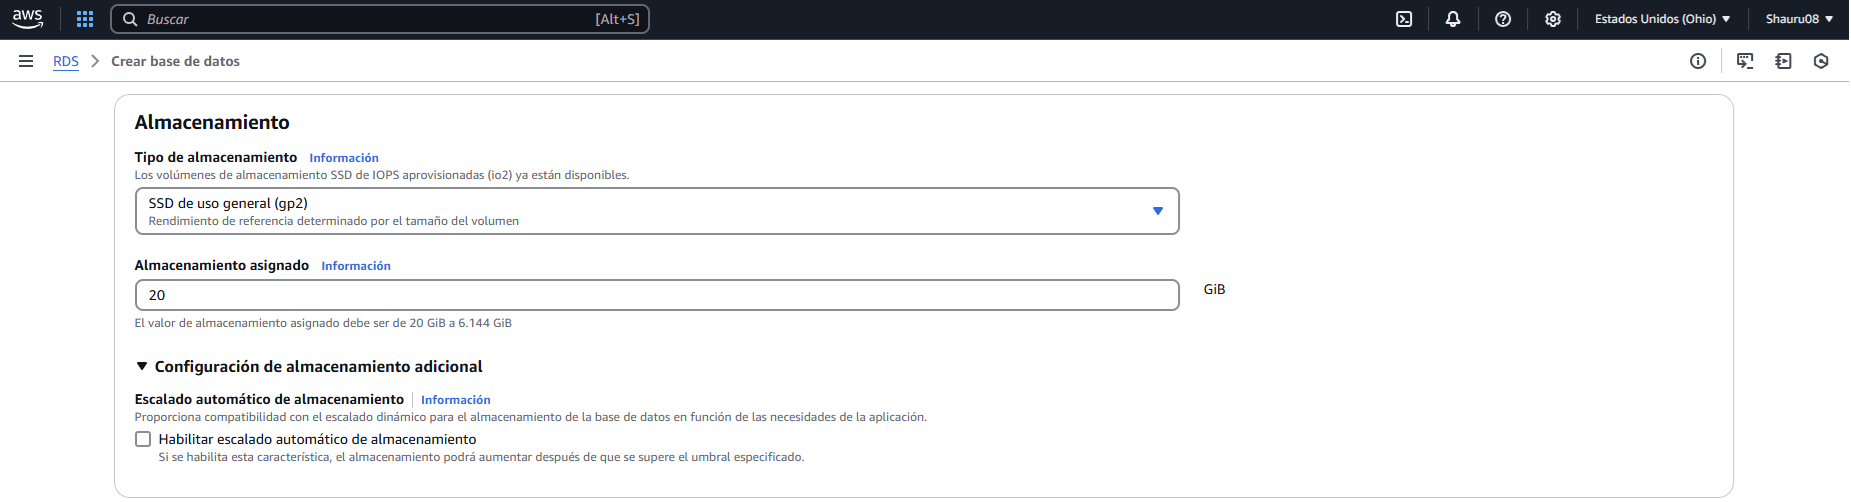 aws
Buscar [Alt+S]
Estados Unidos (Ohio) Shauru08
RDS Crear base de datos
Almacenamiento
Tipo de almacenamiento Información
Los volúmenes de almacenamiento SSD de IOPS aprovisionadas (io2) ya están disponibles.
SSD de uso general (gp2)
Rendimiento de referencia determinado por el tamaño del volumen
Almacenamiento asignado Información
20 GiB
El valor de almacenamiento asignado debe ser de 20 GiB a 6.144 GiB
Configuración de almacenamiento adicional
Escalado automático de almacenamiento Información
Proporciona compatibilidad con el escalado dinámico para el almacenamiento de la base de datos en función de las necesidades de la aplicación.
Habilitar escalado automático de almacenamiento
Si se habilita esta característica, el almacenamiento podrá aumentar después de que se supere el umbral especificado.